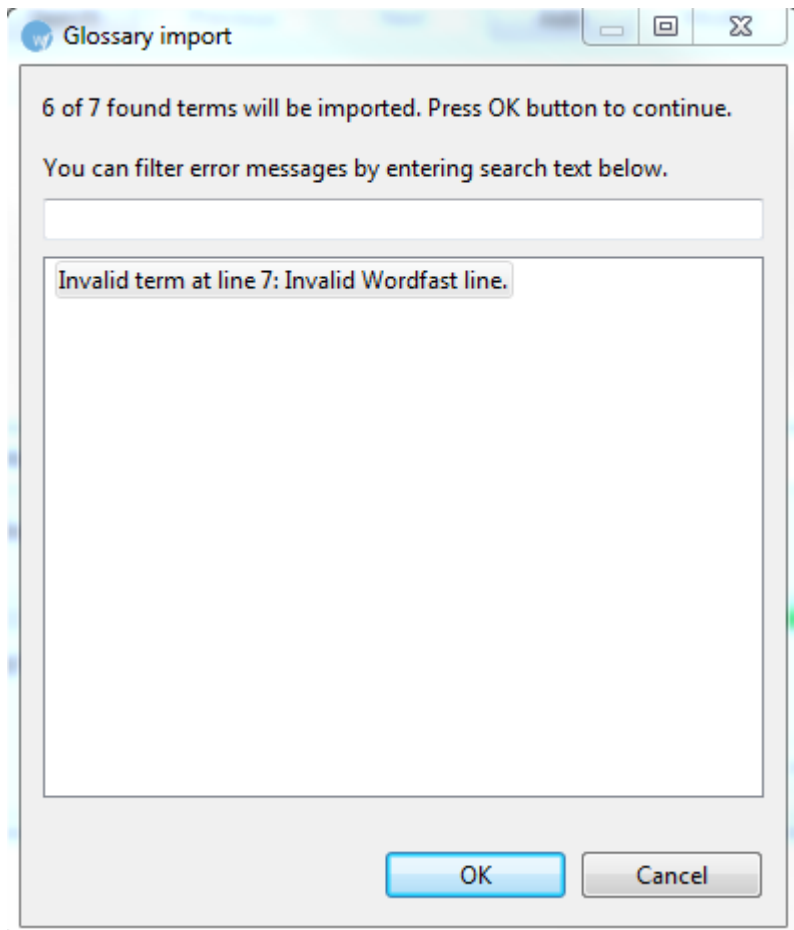 Glossary import
6 of 7 found terms will be imported. Press OK button to continue.
You can filter error messages by entering search text below.
Invalid term at line 7: Invalid Wordfast line.
OK Cancel